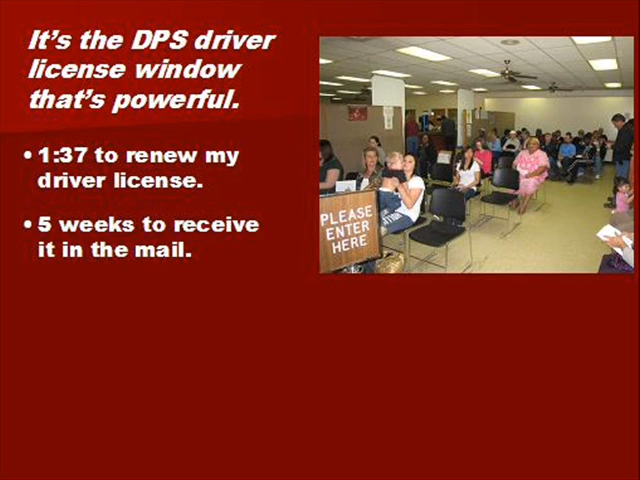 It's the DPS driver
license window
that's powerful.
• 1:37 to renew my
driver license.
• 5 weeks to receive
it in the mail.
PLEASE
ENTER
HERE